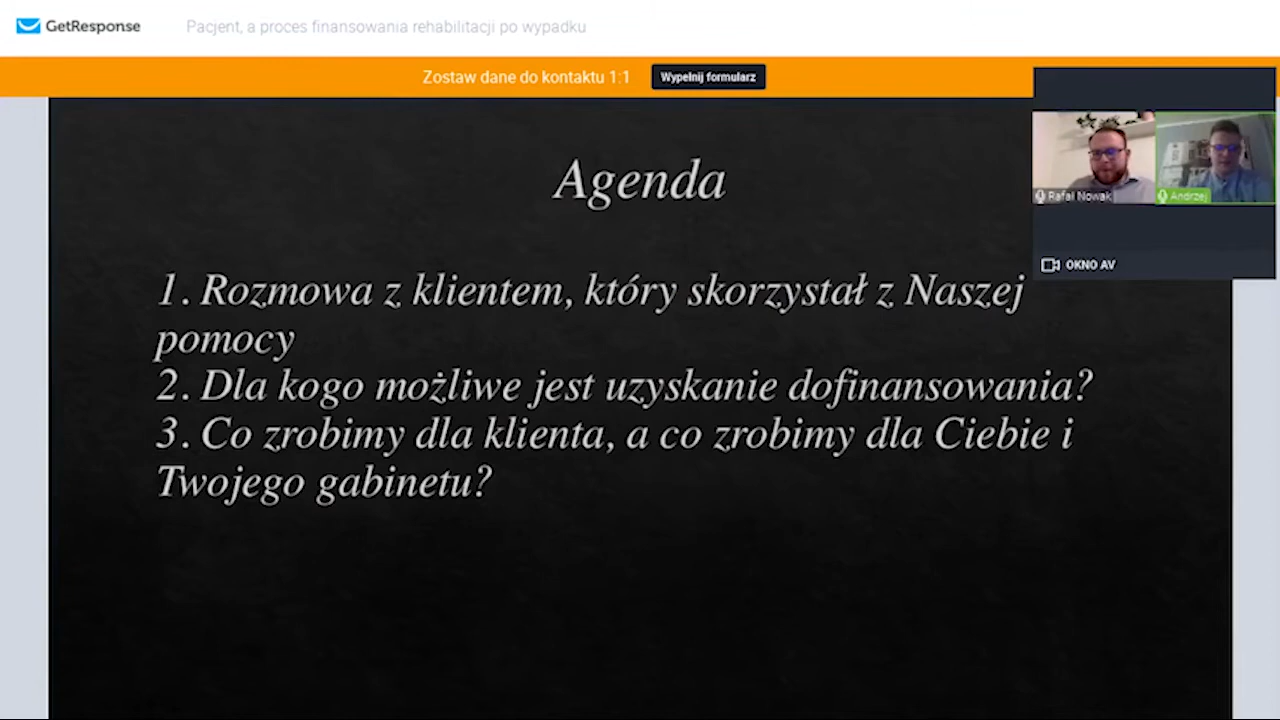 GetResponse
Pacjent, a proces finansowania rehabilitacji po wypadku
Zostaw dane do kontaktu 1:1
Wypełnij formularz
Rafał Nowak
Andrzej
OKNO AV
Agenda
1. Rozmowa z klientem, który skorzystał z Naszej
pomocy
2. Dla kogo możliwe jest uzyskanie dofinansowania?
3. Co zrobimy dla klienta, a co zrobimy dla Ciebie i
Twojego gabinetu?